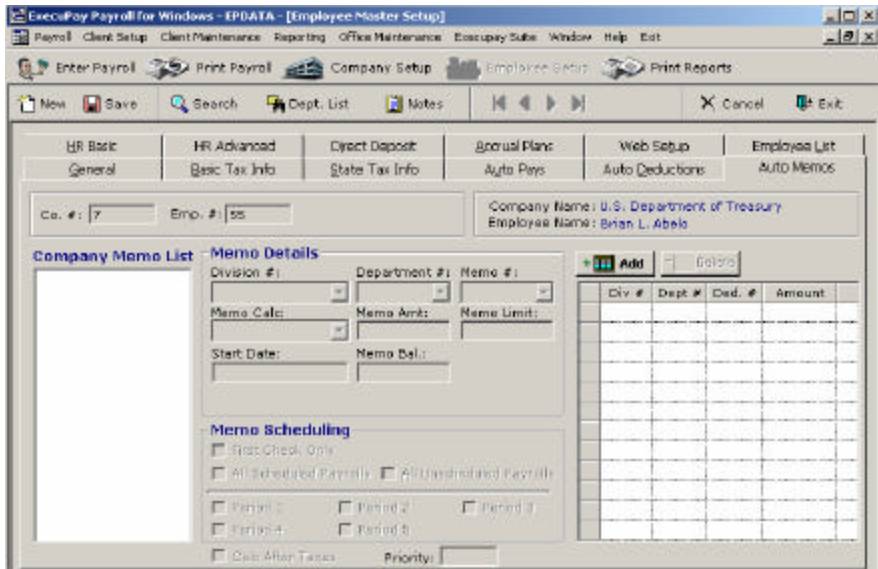 ExecuPay Payroll for Windows - EPDATA - [Employee Master Setup]
Payroll Client Setup Client Maintenance Reporting Office Maintenance Execupay Suite Window Help Exit
Enter Payroll Print Payroll Company Setup Employee Setup Print Reports
New Save Search Dept. List Notes Cancel Exit
HR Basic HR Advanced Direct Deposit Accrual Plans Web Setup Employee List
General Basic Tax Info State Tax Info Auto Pays Auto Deductions Auto Memos
Co. #: 7 Emp. #: 55
Company Name: U.S. Department of Treasury
Employee Name: Brian L. Abelo
Company Memo List
Memo Details
Division #: Department #: Memo #:
Memo Calc: Memo Amt: Memo Limit:
Start Date: Memo Bal.:
Add Delete
Div # Dept # Ded. # Amount
Memo Scheduling
First Check Only
All Scheduled Payrolls All Unscheduled Payrolls
Period 1 Period 2 Period 3
Period 4 Period 5
Calc After Taxes Priority: